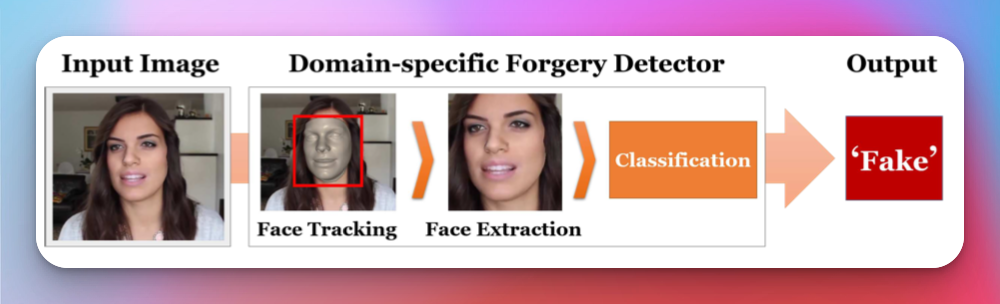 Input Image
Domain-specific Forgery Detector
Output
Classification
‘Fake’
Face Tracking
Face Extraction